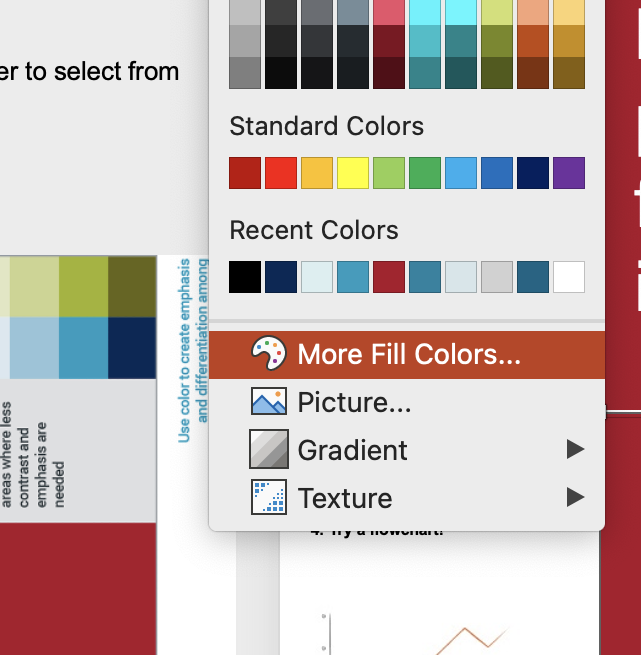 er to select from
Standard Colors
Recent Colors
More Fill Colors...
Picture...
Gradient
Texture
Use color to create emphasis
and differentiation among
areas where less
contrast and
emphasis are
needed
4. Try a flowchart!